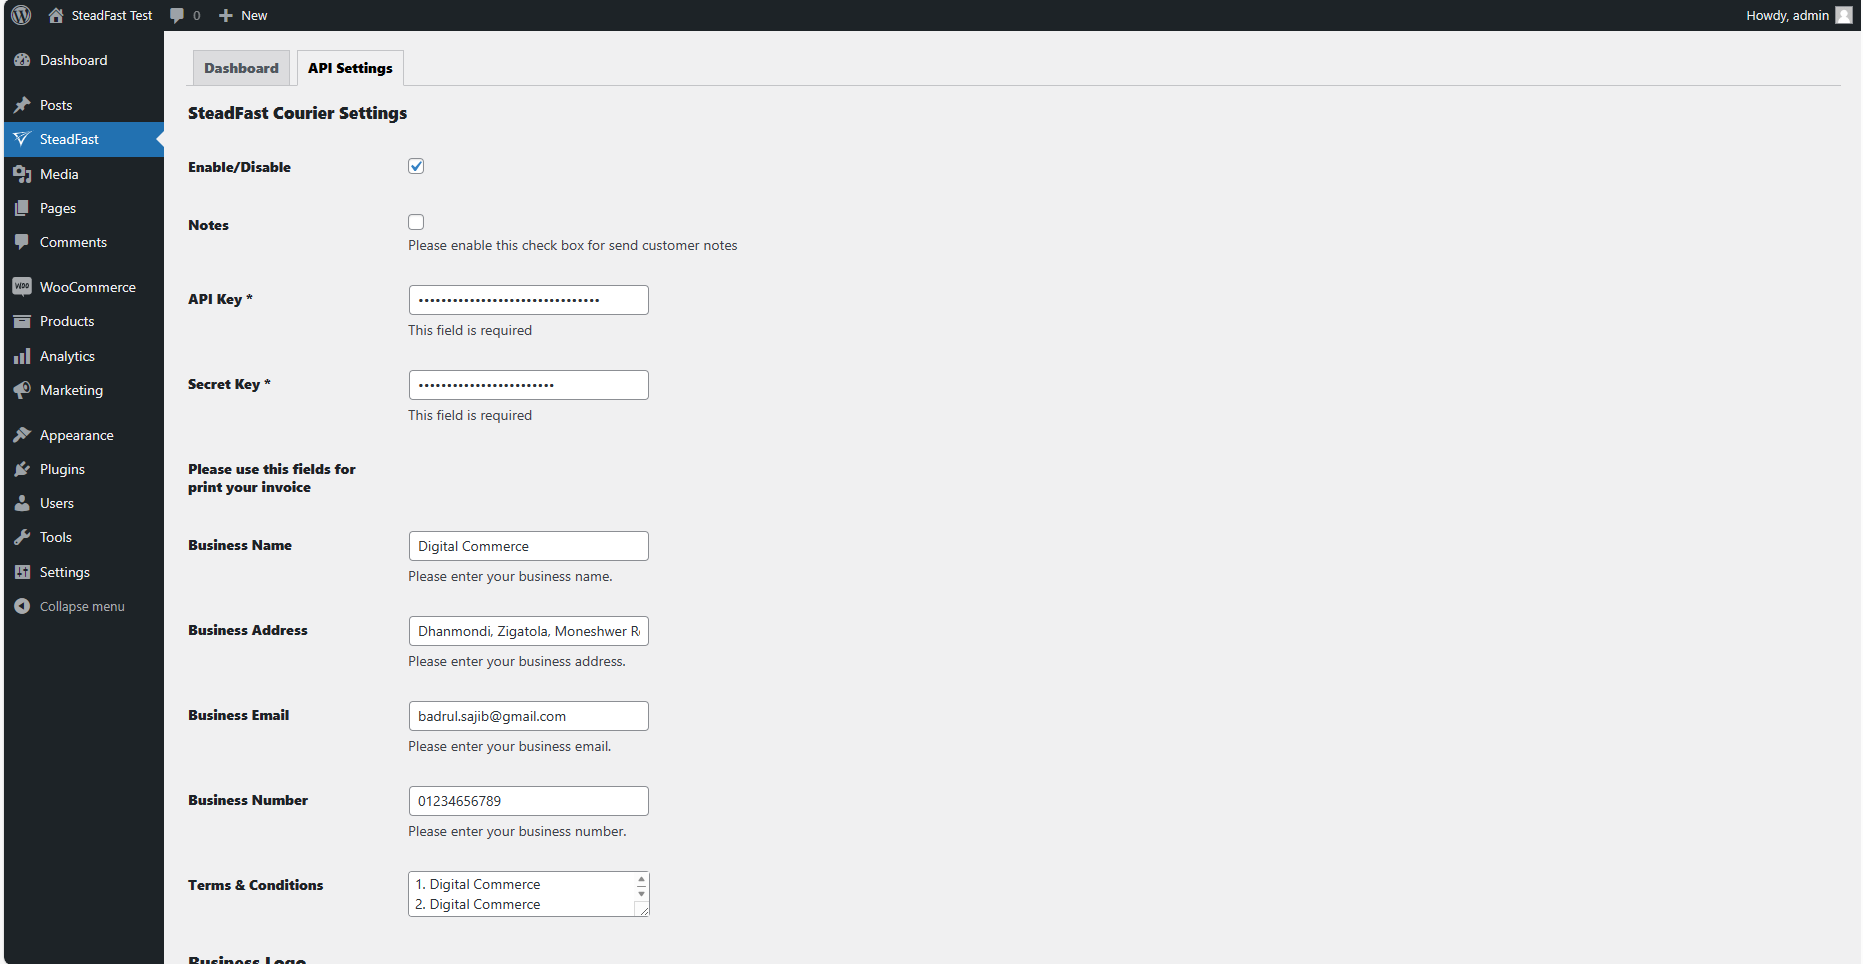 SteadFast Test 0 New Howdy, admin
Dashboard
Posts
SteadFast
Media
Pages
Comments
WOO WooCommerce
Products
Analytics
Marketing
Appearance
Plugins
Users
Tools
Settings
Collapse menu
Dashboard API Settings
SteadFast Courier Settings
Enable/Disable
Notes
Please enable this check box for send customer notes
API Key *
This field is required
Secret Key *
This field is required
Please use this fields for
print your invoice
Business Name Digital Commerce
Please enter your business name.
Business Address Dhanmondi, Zigatola, Moneshwer R
Please enter your business address.
Business Email badrul.sajib@gmail.com
Please enter your business email.
Business Number 01234656789
Please enter your business number.
Terms & Conditions 1. Digital Commerce
2. Digital Commerce
Business Logo